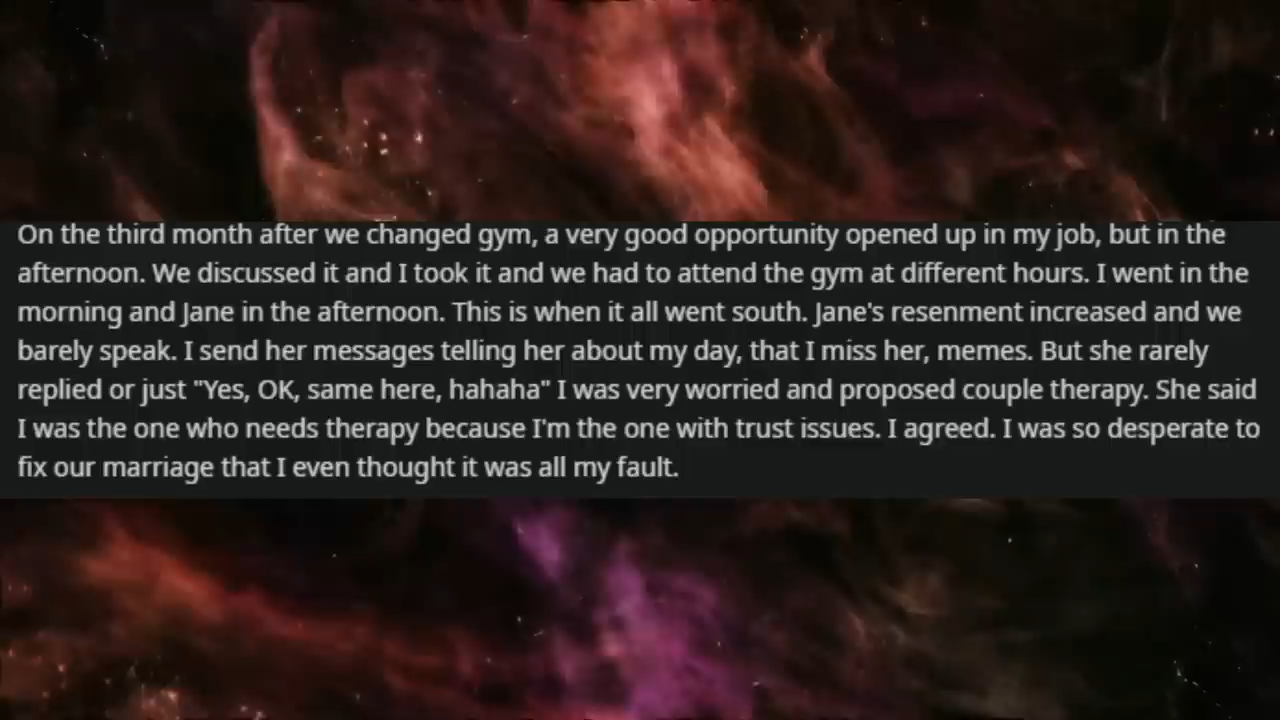 On the third month after we changed gym, a very good opportunity opened up in my job, but in the
afternoon. We discussed it and I took it and we had to attend the gym at different hours. I went in the
morning and Jane in the afternoon. This is when it all went south. Jane's resenment increased and we
barely speak. I send her messages telling her about my day, that I miss her, memes. But she rarely
replied or just "Yes, OK, same here, hahaha" I was very worried and proposed couple therapy. She said
I was the one who needs therapy because I'm the one with trust issues. I agreed. I was so desperate to
fix our marriage that I even thought it was all my fault.